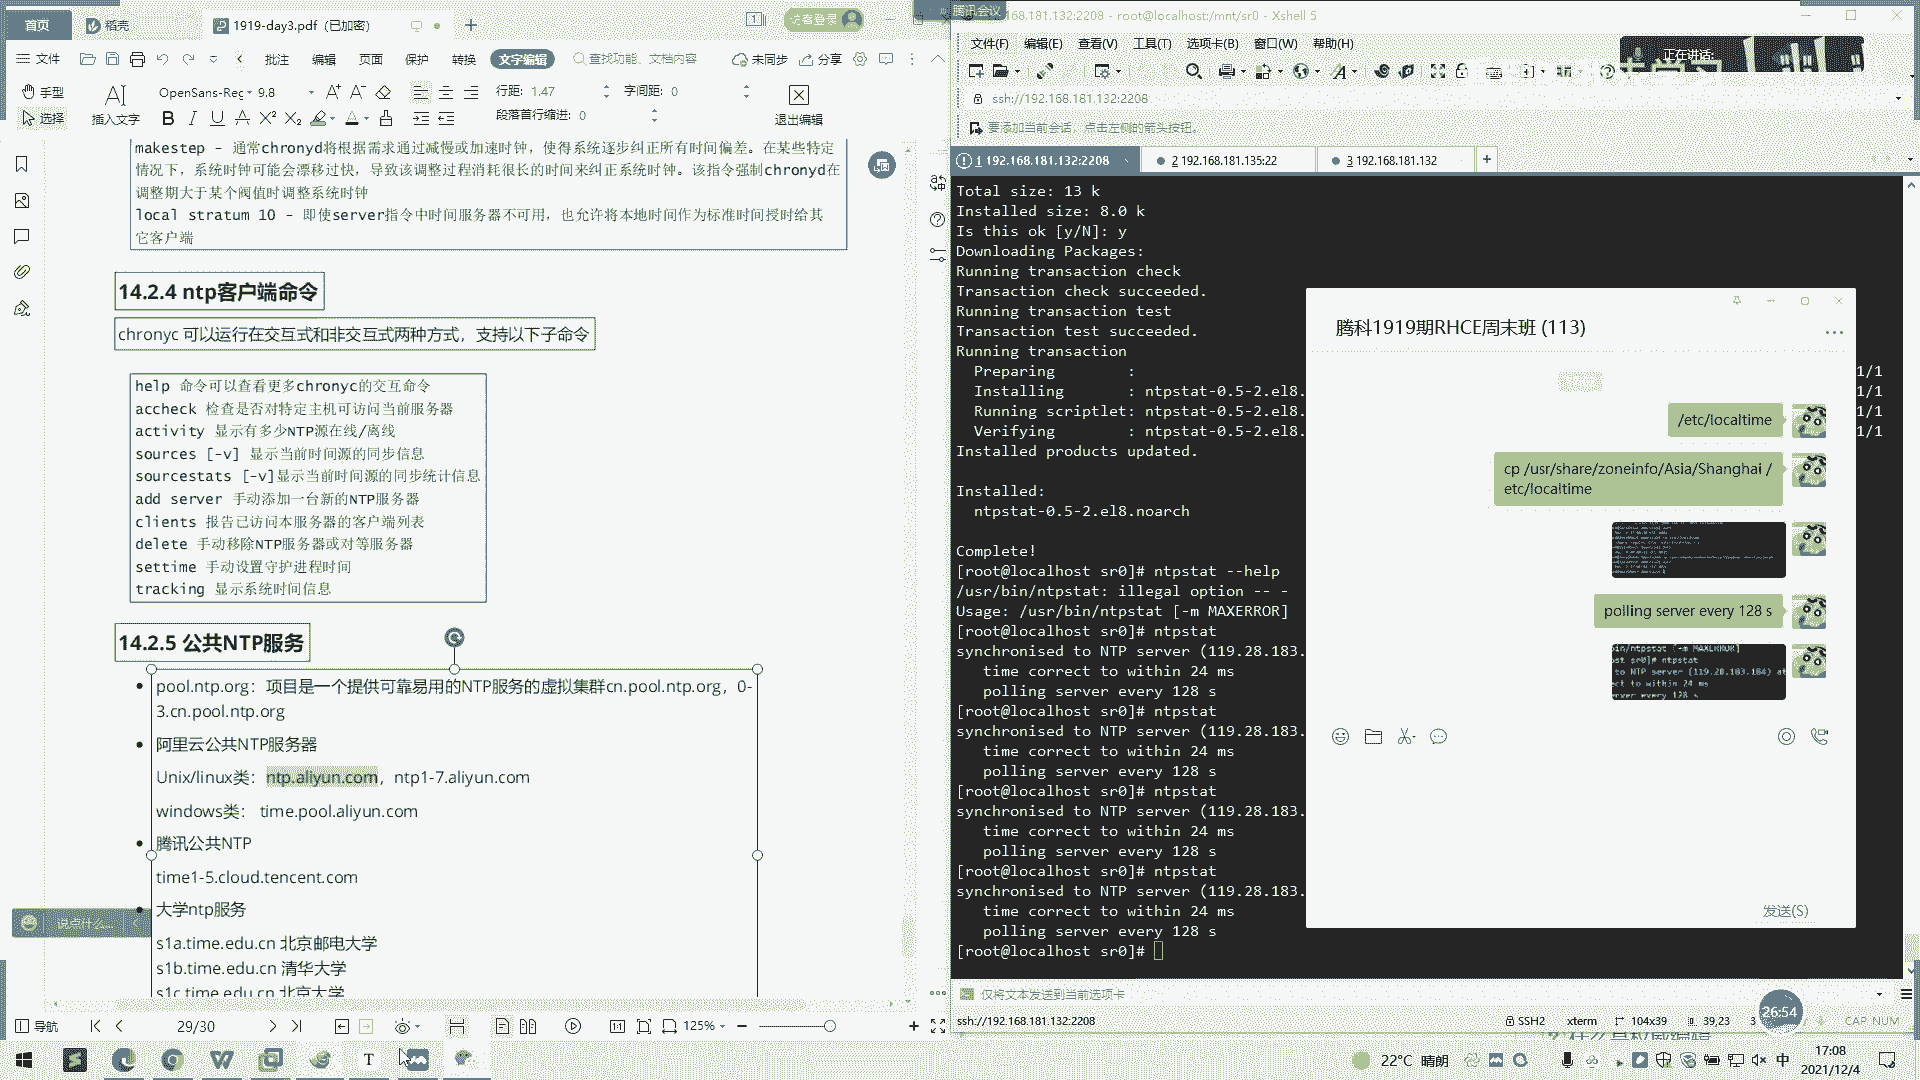 首页
稻壳
1919-day3.pdf（已加密）
访者登录
文件
批注
编辑
页面
保护
转换
文字编辑
查找功能、文档内容
未同步
分享
手型
选择
插入文字
OpenSans-Reg
9.8
行距: 1.47
字间距: 0
段落首行缩进: 0
退出编辑
makestep - 通常chronyd将根据需求通过减慢或加速时钟，使得系统逐步纠正所有时间偏差。在某些特定
情况下，系统时钟可能会漂移过快，导致该调整过程消耗很长的时间来纠正系统时钟。该指令强制chronyd在
调整期大于某个阀值时调整系统时钟
local stratum 10 - 即使server指令中时间服务器不可用，也允许将本地时间作为标准时间授时给其
它客户端
14.2.4 ntp客户端命令
chronyc 可以运行在交互式和非交互式两种方式，支持以下子命令
help 命令可以查看更多chronyc的交互命令
accheck 检查是否对特定主机可访问当前服务器
activity 显示有多少NTP源在线/离线
sources [-v] 显示当前时间源的同步信息
sourcestats [-v]显示当前时间源的同步统计信息
add server 手动添加一台新的NTP服务器
clients 报告已访问本服务器的客户端列表
delete 手动移除NTP服务器或对等服务器
settime 手动设置守护进程时间
tracking 显示系统时间信息
14.2.5 公共NTP服务
pool.ntp.org：项目是一个提供可靠易用的NTP服务的虚拟集群cn.pool.ntp.org，0-
3.cn.pool.ntp.org
阿里云公共NTP服务器
Unix/linux类：ntp.aliyun.com，ntp1-7.aliyun.com
windows类： time.pool.aliyun.com
腾讯公共NTP
time1-5.cloud.tencent.com
大学ntp服务
s1a.time.edu.cn 北京邮电大学
s1b.time.edu.cn 清华大学
s1c.time.edu.cn 北京大学
说点什么...
导航
29/30
125%
腾讯会议
192.168.181.132:2208 - root@localhost:/mnt/sr0 - Xshell 5
文件(F)
编辑(E)
查看(V)
工具(T)
选项卡(B)
窗口(W)
帮助(H)
正在讲话:
ssh://192.168.181.132:2208
要添加当前会话，点击左侧的箭头按钮。
1 192.168.181.132:2208
2 192.168.181.135:22
3 192.168.181.132
Total size: 13 k
Installed size: 8.0 k
Is this ok [y/N]: y
Downloading Packages:
Running transaction check
Transaction check succeeded.
Running transaction test
Transaction test succeeded.
Running transaction
Preparing : 1/1
Installing : ntpstat-0.5-2.el8. 1/1
Running scriptlet: ntpstat-0.5-2.el8. 1/1
Verifying : ntpstat-0.5-2.el8. 1/1
Installed products updated.
Installed:
ntpstat-0.5-2.el8.noarch
Complete!
[root@localhost sr0]# ntpstat --help
/usr/bin/ntpstat: illegal option -- -
Usage: /usr/bin/ntpstat [-m MAXERROR]
[root@localhost sr0]# ntpstat
synchronised to NTP server (119.28.183.
time correct to within 24 ms
polling server every 128 s
[root@localhost sr0]# ntpstat
synchronised to NTP server (119.28.183.
time correct to within 24 ms
polling server every 128 s
[root@localhost sr0]# ntpstat
synchronised to NTP server (119.28.183.
time correct to within 24 ms
polling server every 128 s
[root@localhost sr0]# ntpstat
synchronised to NTP server (119.28.183.
time correct to within 24 ms
polling server every 128 s
[root@localhost sr0]#
腾科1919期RHCE周末班 (113)
/etc/localtime
cp /usr/share/zoneinfo/Asia/Shanghai /
etc/localtime
polling server every 128 s
bin/ntpstat [-m MAXERROR]
ost sr0]# ntpstat
to NTP server (119.28.183.184) at
ect to within 24 ms
erver every 128 s
发送(S)
仅将文本发送到当前选项卡
ssh://192.168.181.132:2208
SSH2
xterm
104x39
39,23
3
26:54
CAP NUM
22°C 晴朗
中
17:08
2021/12/4